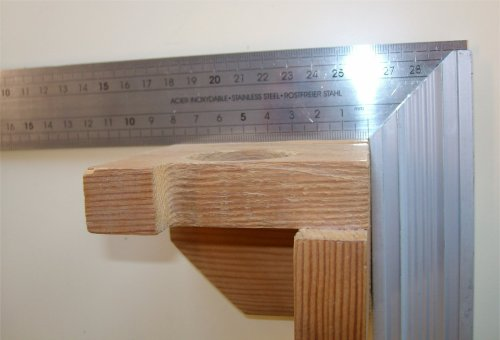 10 11 12 13 14 15 16 17 18 19 20 21 22 23 24 25 27 28
ACIER INOXYDABLE • STAINLESS STEEL • ROSTFREIER STAHL
16 15 14 13 12 11 10 9 8 7 6 5 4 3 2 1 mm